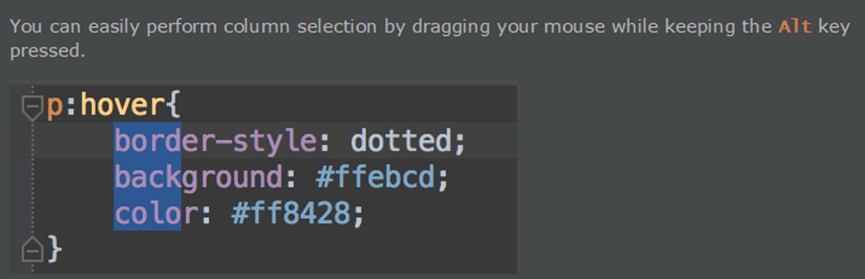 You can easily perform column selection by dragging your mouse while keeping the Alt key
pressed.
p:hover{
border-style: dotted;
background: #ffebcd;
color: #ff8428;
}